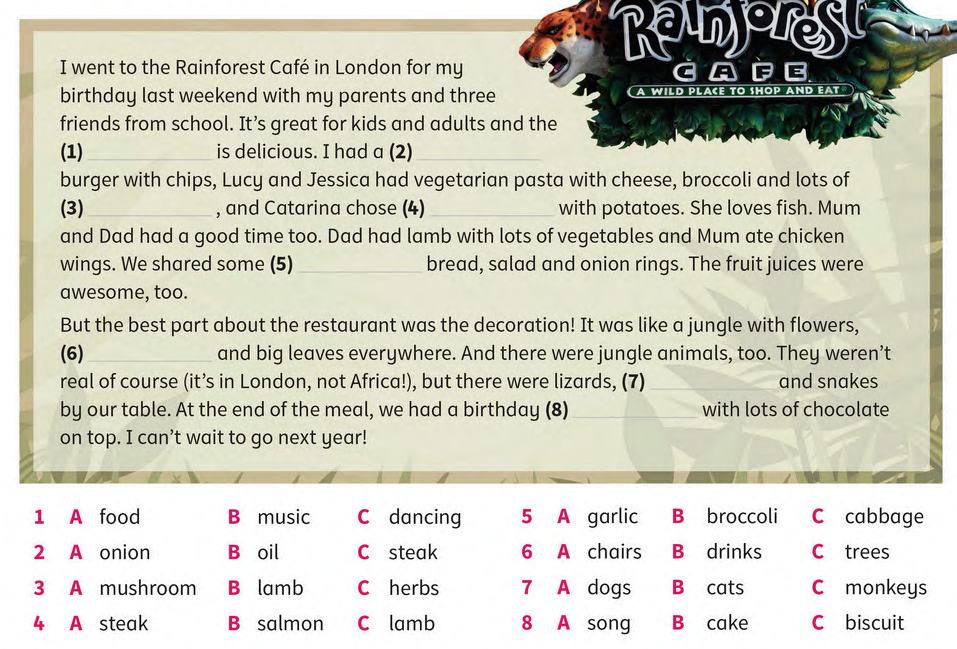 RAiNfOREST
CAFE
A WILD PLACE TO SHOP AND EAT
I went to the Rainforest Café in London for my
birthday last weekend with my parents and three
friends from school. It’s great for kids and adults and the
(1) ____________ is delicious. I had a (2) ____________
burger with chips, Lucy and Jessica had vegetarian pasta with cheese, broccoli and lots of
(3) ____________ , and Catarina chose (4) ____________ with potatoes. She loves fish. Mum
and Dad had a good time too. Dad had lamb with lots of vegetables and Mum ate chicken
wings. We shared some (5) ____________ bread, salad and onion rings. The fruit juices were
awesome, too.
But the best part about the restaurant was the decoration! It was like a jungle with flowers,
(6) ____________ and big leaves everywhere. And there were jungle animals, too. They weren’t
real of course (it’s in London, not Africa!), but there were lizards, (7) ____________ and snakes
by our table. At the end of the meal, we had a birthday (8) ____________ with lots of chocolate
on top. I can’t wait to go next year!
1 A food B music C dancing
2 A onion B oil C steak
3 A mushroom B lamb C herbs
4 A steak B salmon C lamb
5 A garlic B broccoli C cabbage
6 A chairs B drinks C trees
7 A dogs B cats C monkeys
8 A song B cake C biscuit